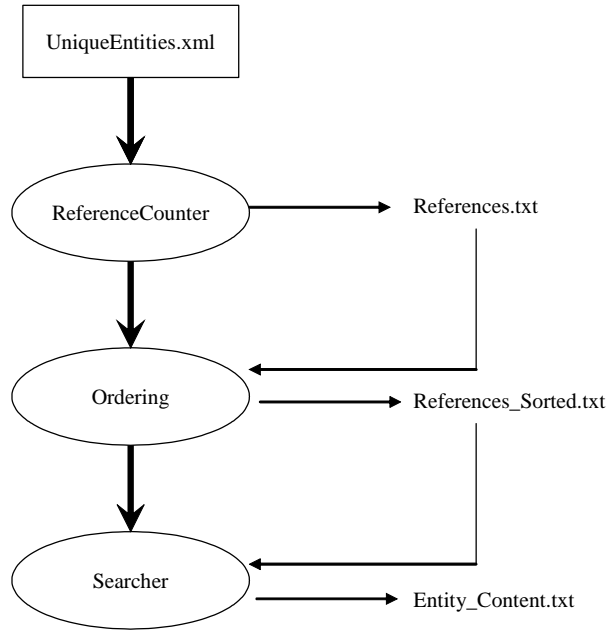 UniqueEntities.xml
ReferenceCounter
References.txt
Ordering
References_Sorted.txt
Searcher
Entity_Content.txt